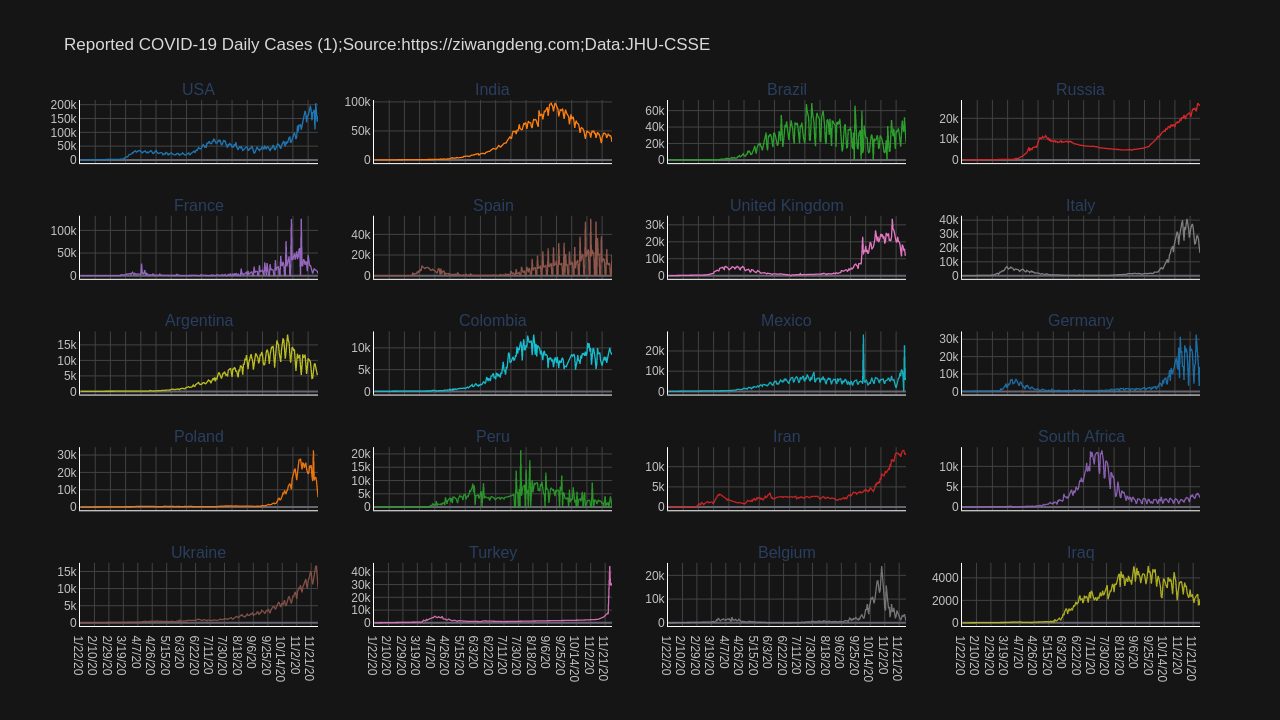 Reported COVID-19 Daily Cases (1);Source:https://ziwangdeng.com;Data:JHU-CSSE
USA
India
Brazil
Russia
200k
150k
100k
50k
0
100k
50k
0
60k
40k
20k
0
20k
10k
0
France
Spain
United Kingdom
Italy
100k
50k
0
40k
20k
0
30k
20k
10k
0
40k
30k
20k
10k
0
Argentina
Colombia
Mexico
Germany
15k
10k
5k
0
10k
5k
0
20k
10k
0
30k
20k
10k
0
Poland
Peru
Iran
South Africa
30k
20k
10k
0
20k
15k
10k
5k
0
10k
5k
0
10k
5k
0
Ukraine
Turkey
Belgium
Iraq
15k
10k
5k
0
40k
30k
20k
10k
0
20k
10k
0
4000
2000
0
1/22/20
2/10/20
2/29/20
3/19/20
4/7/20
4/26/20
5/15/20
6/3/20
6/22/20
7/11/20
7/30/20
8/18/20
9/6/20
9/25/20
10/14/20
11/2/20
11/21/20
1/22/20
2/10/20
2/29/20
3/19/20
4/7/20
4/26/20
5/15/20
6/3/20
6/22/20
7/11/20
7/30/20
8/18/20
9/6/20
9/25/20
10/14/20
11/2/20
11/21/20
1/22/20
2/10/20
2/29/20
3/19/20
4/7/20
4/26/20
5/15/20
6/3/20
6/22/20
7/11/20
7/30/20
8/18/20
9/6/20
9/25/20
10/14/20
11/2/20
11/21/20
1/22/20
2/10/20
2/29/20
3/19/20
4/7/20
4/26/20
5/15/20
6/3/20
6/22/20
7/11/20
7/30/20
8/18/20
9/6/20
9/25/20
10/14/20
11/2/20
11/21/20